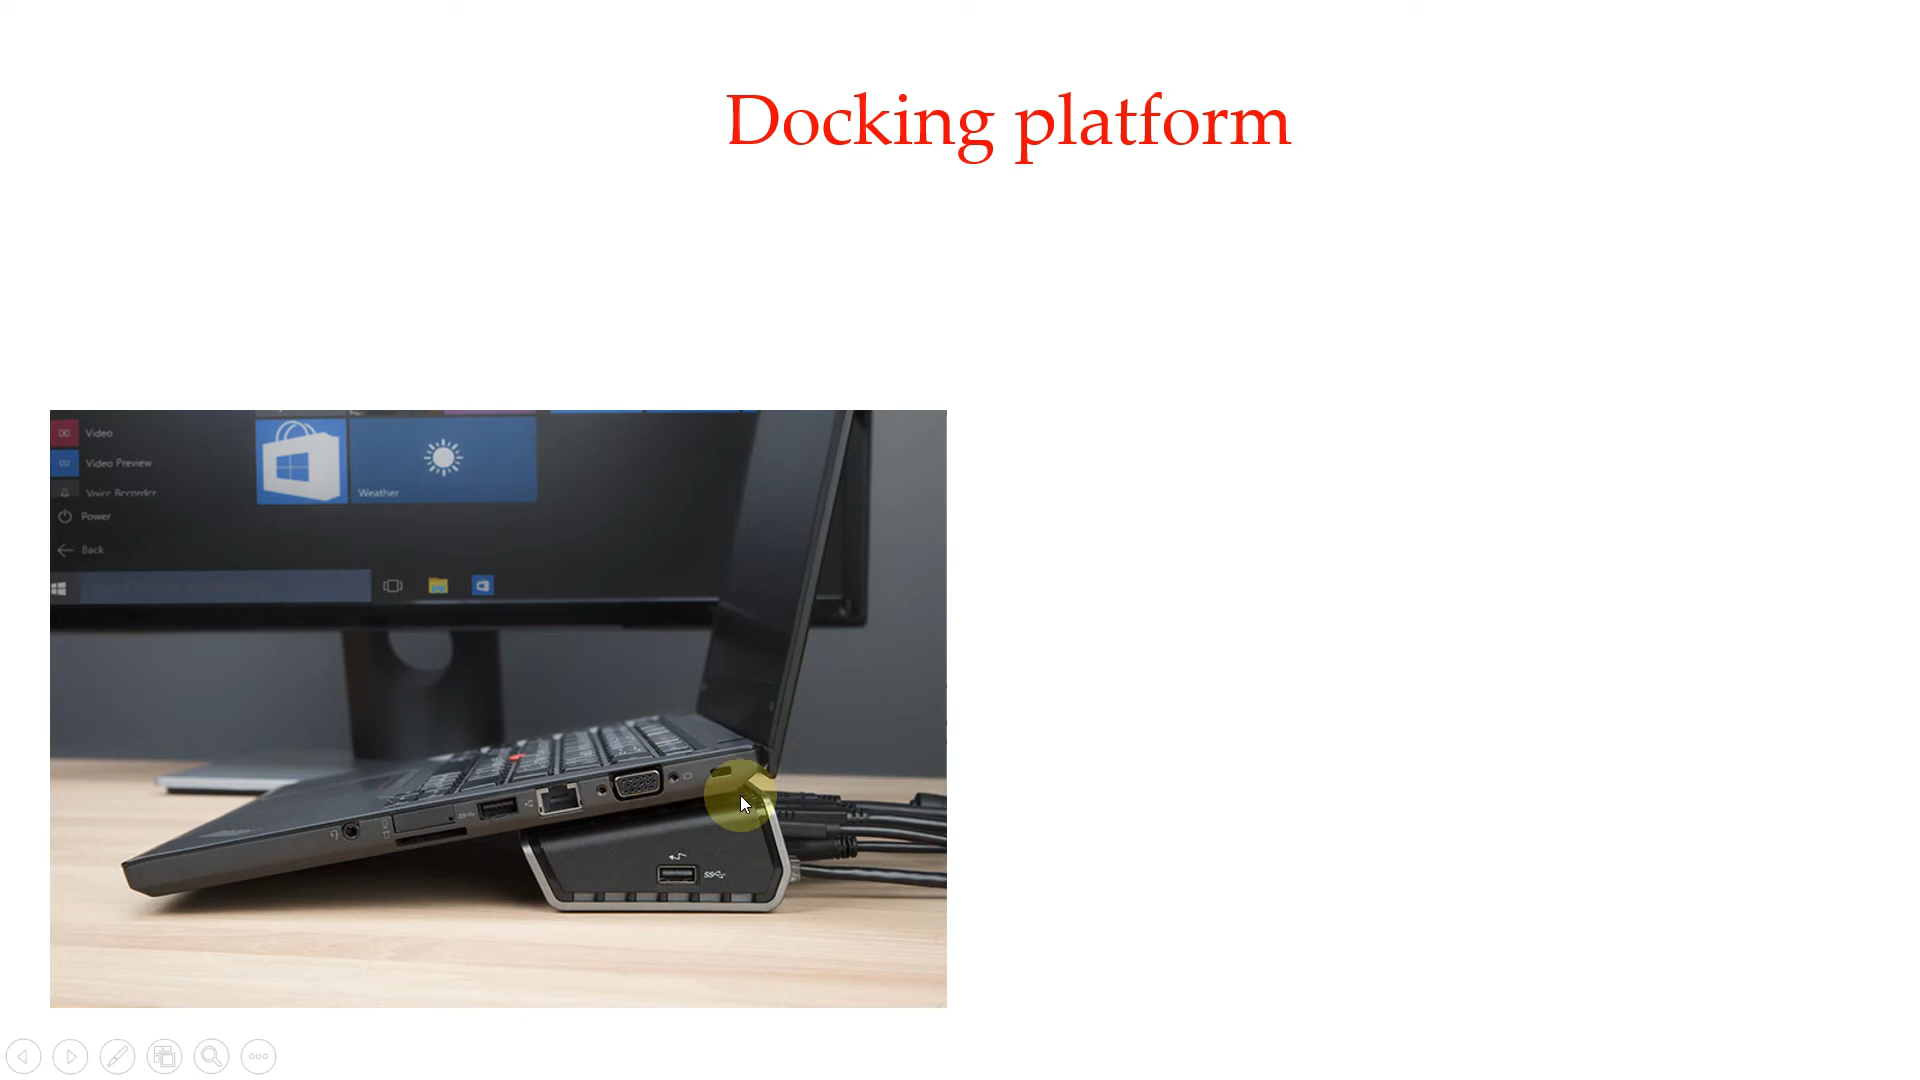 Docking platform
Video
Video Preview
Voice Recorder
Weather
Power
Back